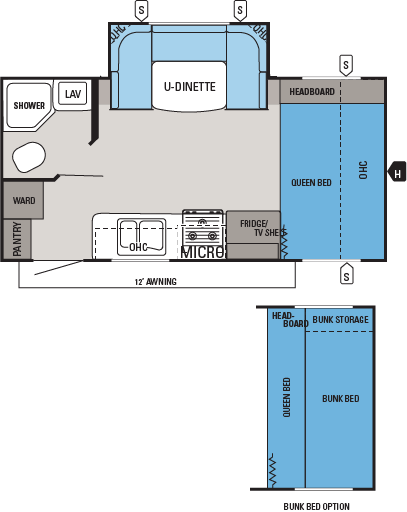 S
S
OHC
OHC
U-DINETTE
S
SHOWER
LAV
HEADBOARD
QUEEN BED
OHC
H
WARD
PANTRY
OHC
MICRO
FRIDGE/
TV SHELF
S
12' AWNING
HEAD-
BOARD
BUNK STORAGE
QUEEN BED
BUNK BED
BUNK BED OPTION